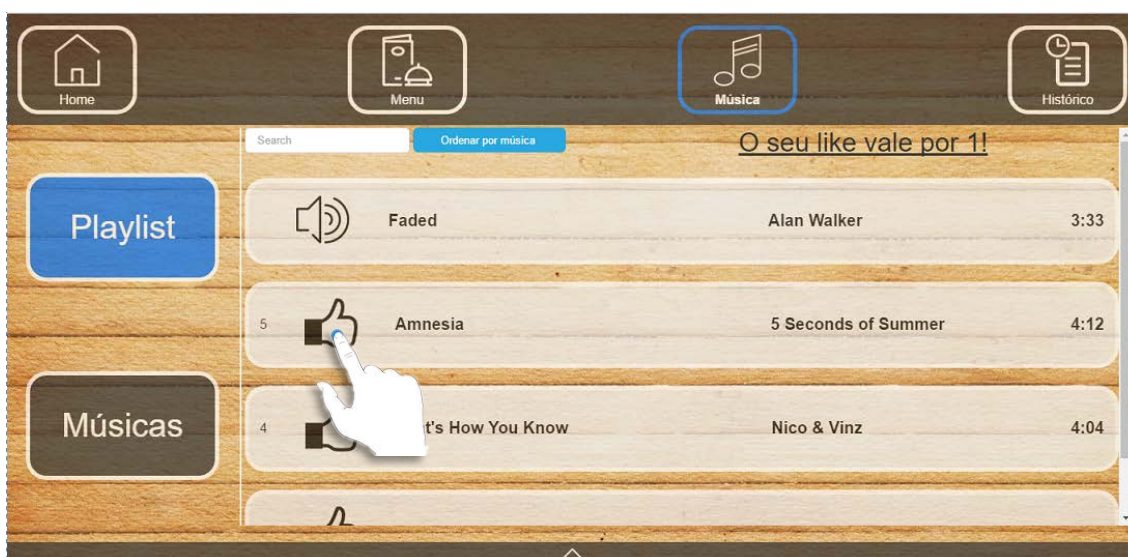 Home
Menu
Música
Histórico
Search
Ordenar por música
O seu like vale por 1!
Playlist
Músicas
Faded Alan Walker 3:33
5 Amnesia 5 Seconds of Summer 4:12
4 t's How You Know Nico & Vinz 4:04